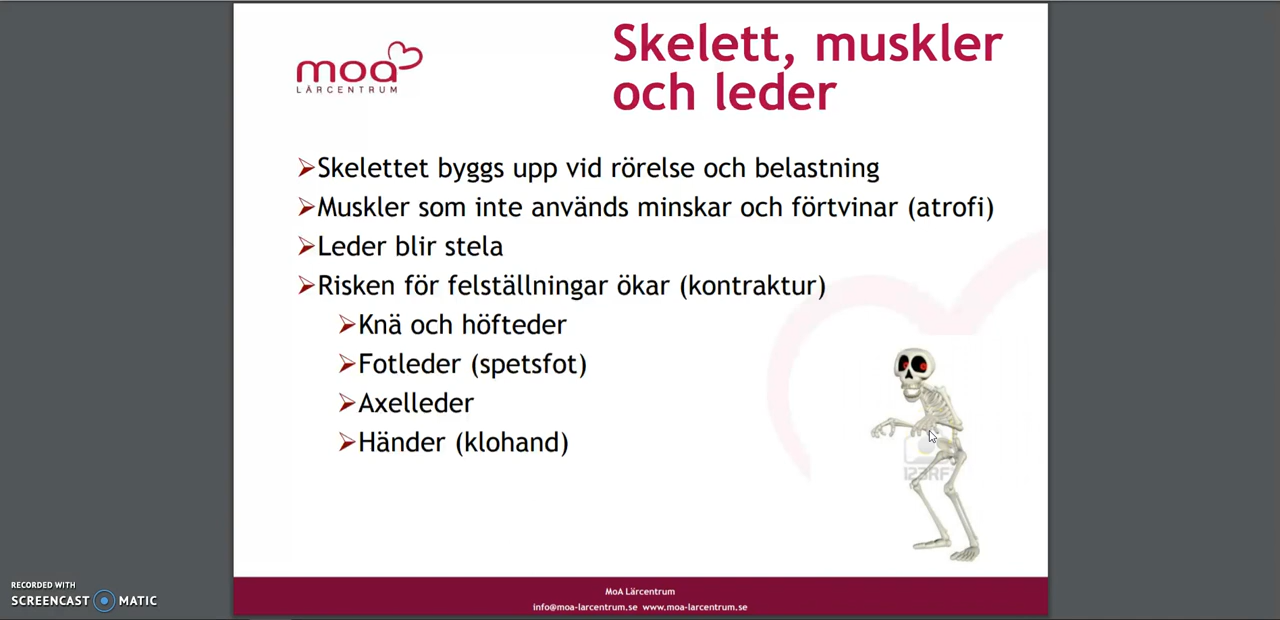 moa
LÄRCENTRUM
Skelett, muskler
och leder
Skelettet byggs upp vid rörelse och belastning
Muskler som inte används minskar och förtvinar (atrofi)
Leder blir stela
Risken för felställningar ökar (kontraktur)
Knä och höfteder
Fotleder (spetsfot)
Axelleder
Händer (klohand)
123RF
MoA Lärcentrum
info@moa-larcentrum.se www.moa-larcentrum.se
RECORDED WITH
SCREENCAST MATIC